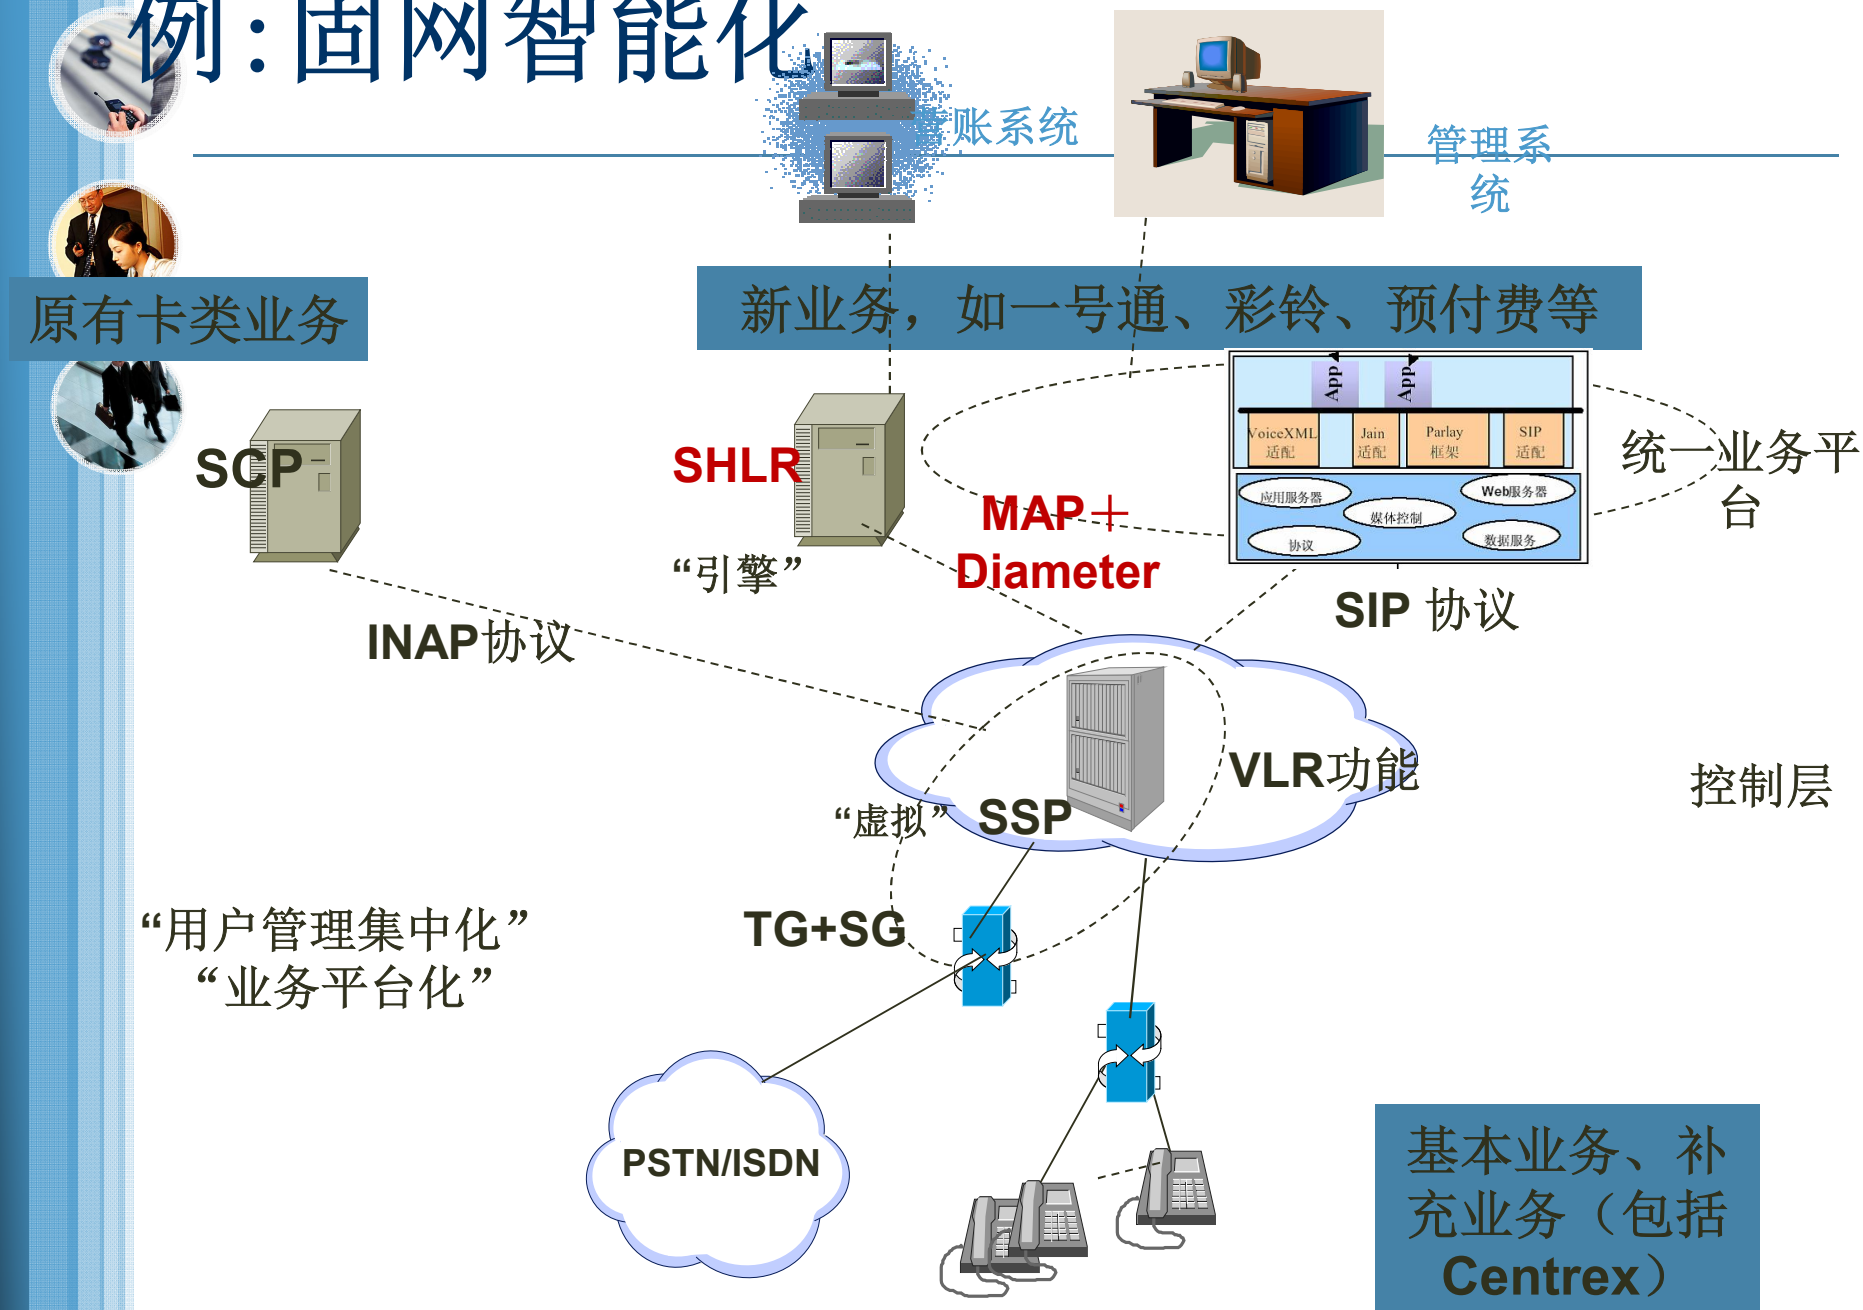 例:固网智能化
账系统
管理系
统
原有卡类业务
新业务，如一号通、彩铃、预付费等
App
App
VoiceXML
适配
Jain
适配
Parlay
框架
SIP
适配
应用服务器
Web服务器
媒体控制
协议
数据服务
统一业务平
台
SCP
SHLR
“引擎”
MAP＋
Diameter
SIP 协议
INAP协议
VLR功能
控制层
“虚拟”
SSP
TG+SG
“用户管理集中化”
“业务平台化”
PSTN/ISDN
基本业务、补
充业务（包括
Centrex）